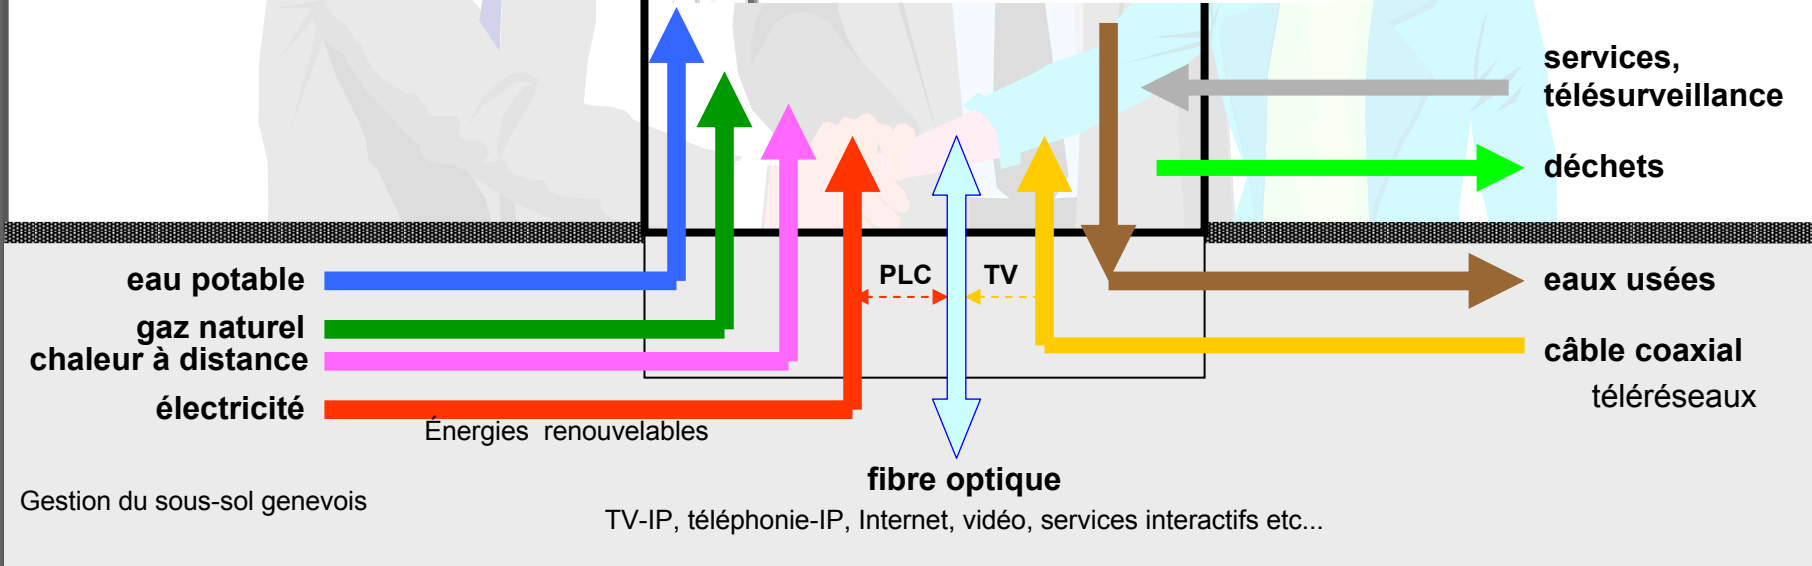 services,
télésurveillance
déchets
eau potable
PLC
TV
eaux usées
gaz naturel
chaleur à distance
câble coaxial
téléréseaux
électricité
Énergies renouvelables
fibre optique
Gestion du sous-sol genevois
TV-IP, téléphonie-IP, Internet, vidéo, services interactifs etc...